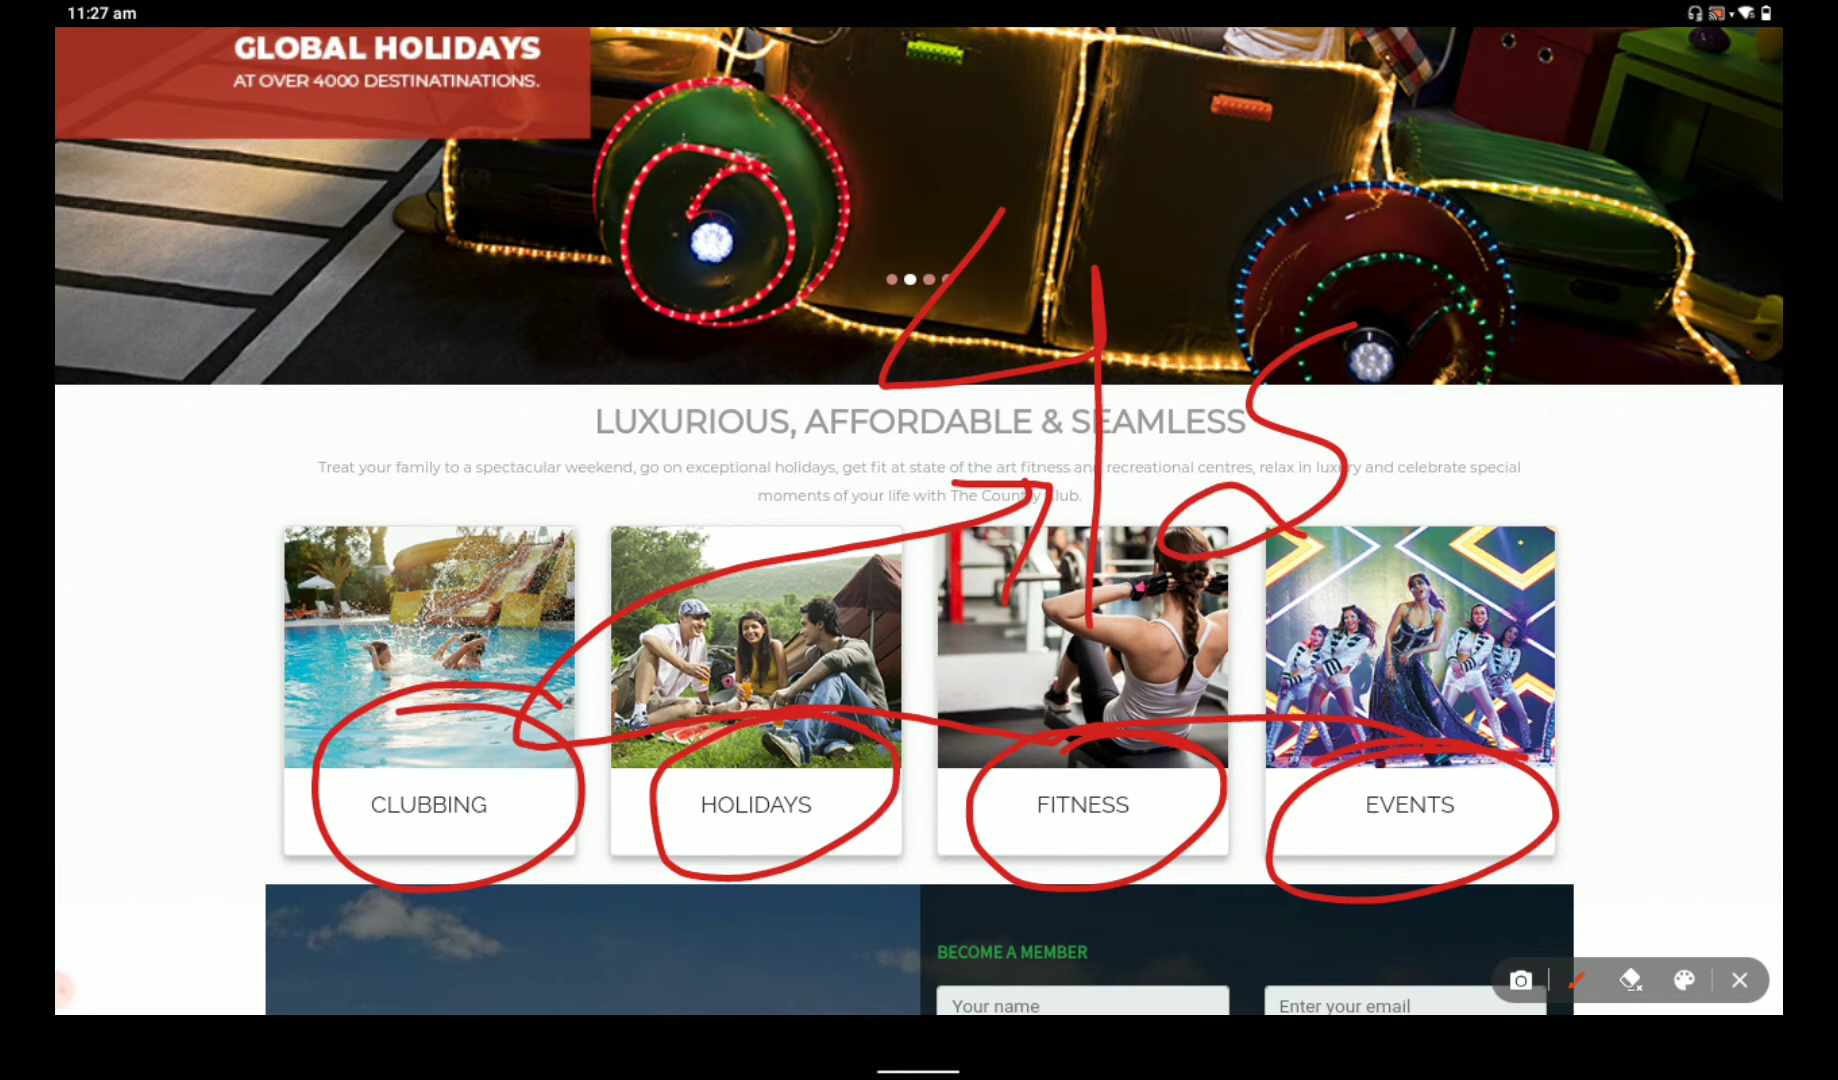 11:27 am
GLOBAL HOLIDAYS
AT OVER 4000 DESTINATINATIONS.
45
LUXURIOUS, AFFORDABLE & SEAMLESS
Treat your family to a spectacular weekend, go on exceptional holidays, get fit at state of the art fitness and recreational centres, relax in luxury and celebrate special
moments of your life with The Country Club.
CLUBBING
HOLIDAYS
FITNESS
EVENTS
BECOME A MEMBER
Your name
Enter your email